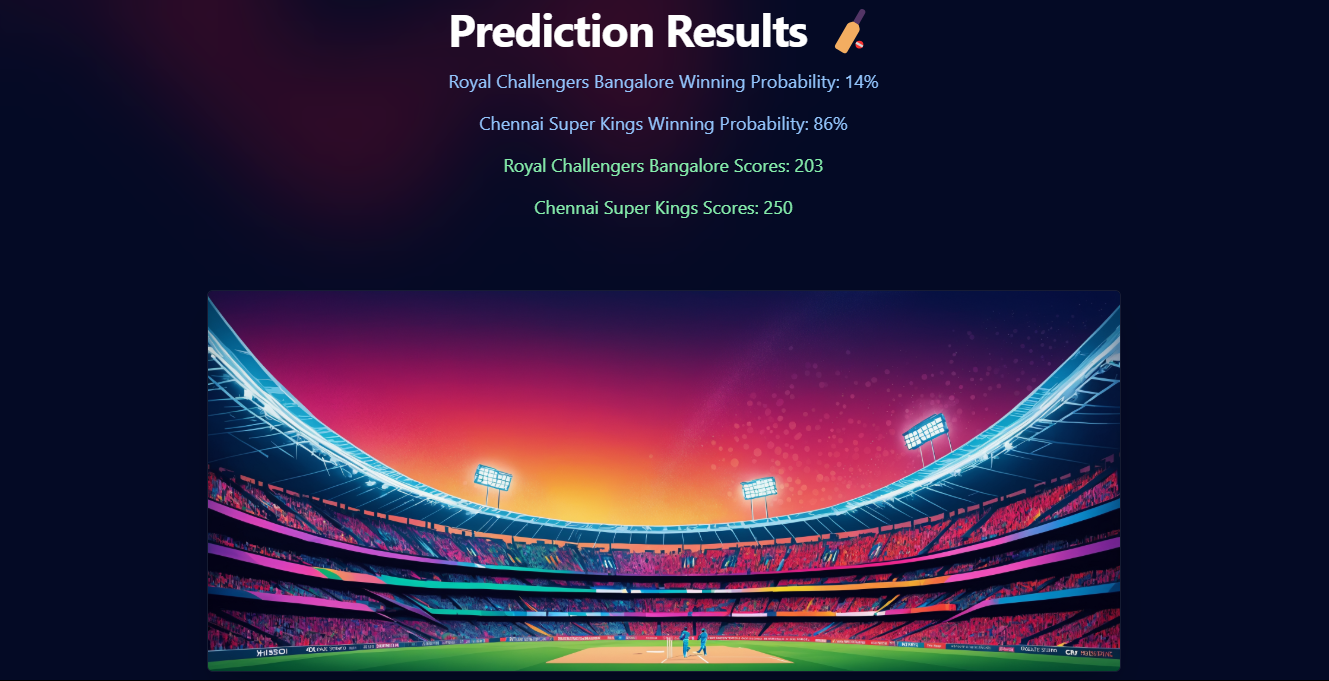 Prediction Results
Royal Challengers Bangalore Winning Probability: 14%
Chennai Super Kings Winning Probability: 86%
Royal Challengers Bangalore Scores: 203
Chennai Super Kings Scores: 250